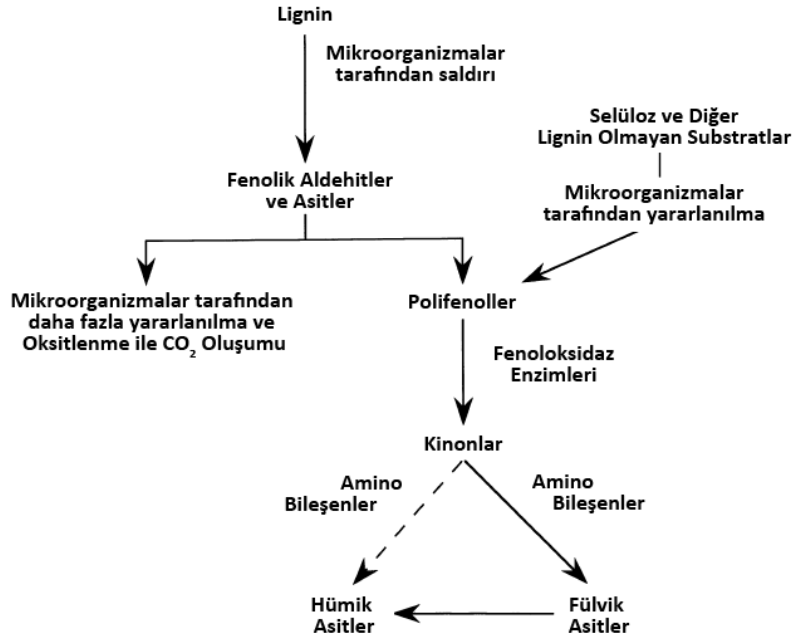 Lignin
Mikroorganizmalar
tarafından saldırı
Selüloz ve Diğer
Lignin Olmayan Substratlar
Fenolik Aldehitler
ve Asitler
Mikroorganizmalar
tarafından yararlanılma
Mikroorganizmalar tarafından
daha fazla yararlanılma ve
Oksitlenme ile CO₂ Oluşumu
Polifenoller
Fenoloksidaz
Enzimleri
Kinonlar
Amino
Bileşenler
Amino
Bileşenler
Hümik
Asitler
Fülvik
Asitler